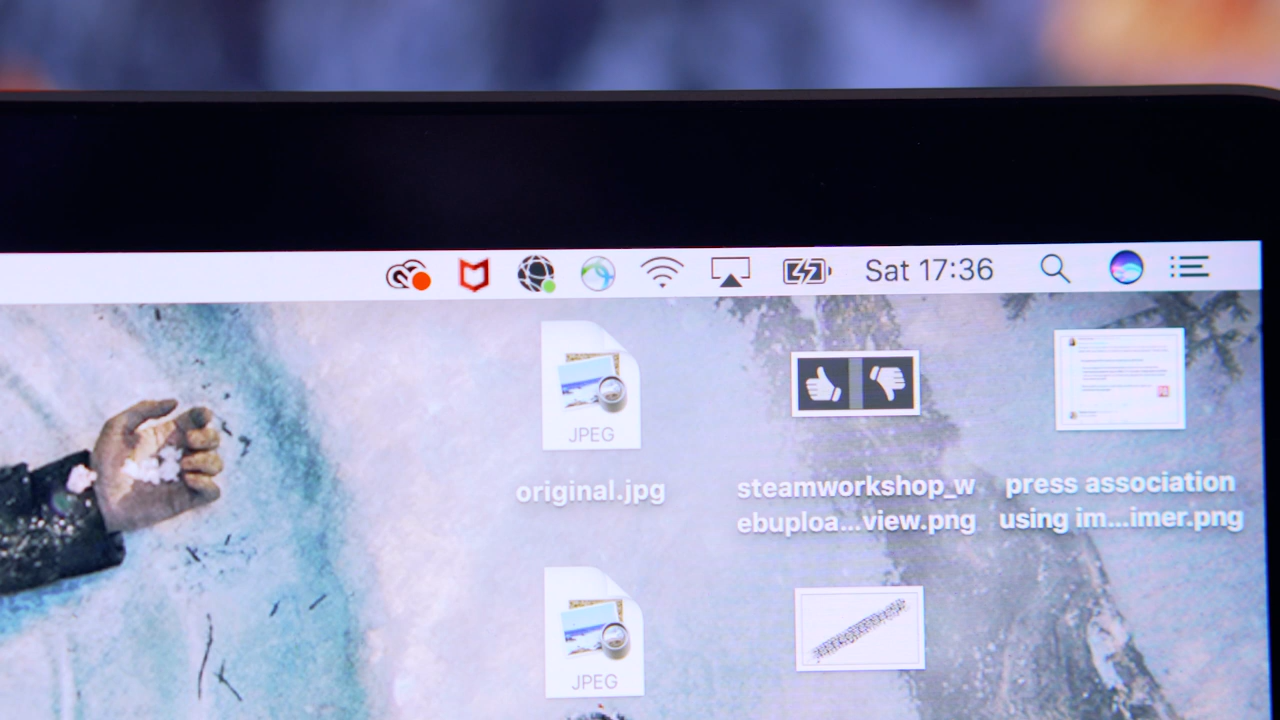 Sat 17:36
JPEG
original.jpg
steamworkshop_w
ebuploa...view.png
press association
using im...imer.png
JPEG